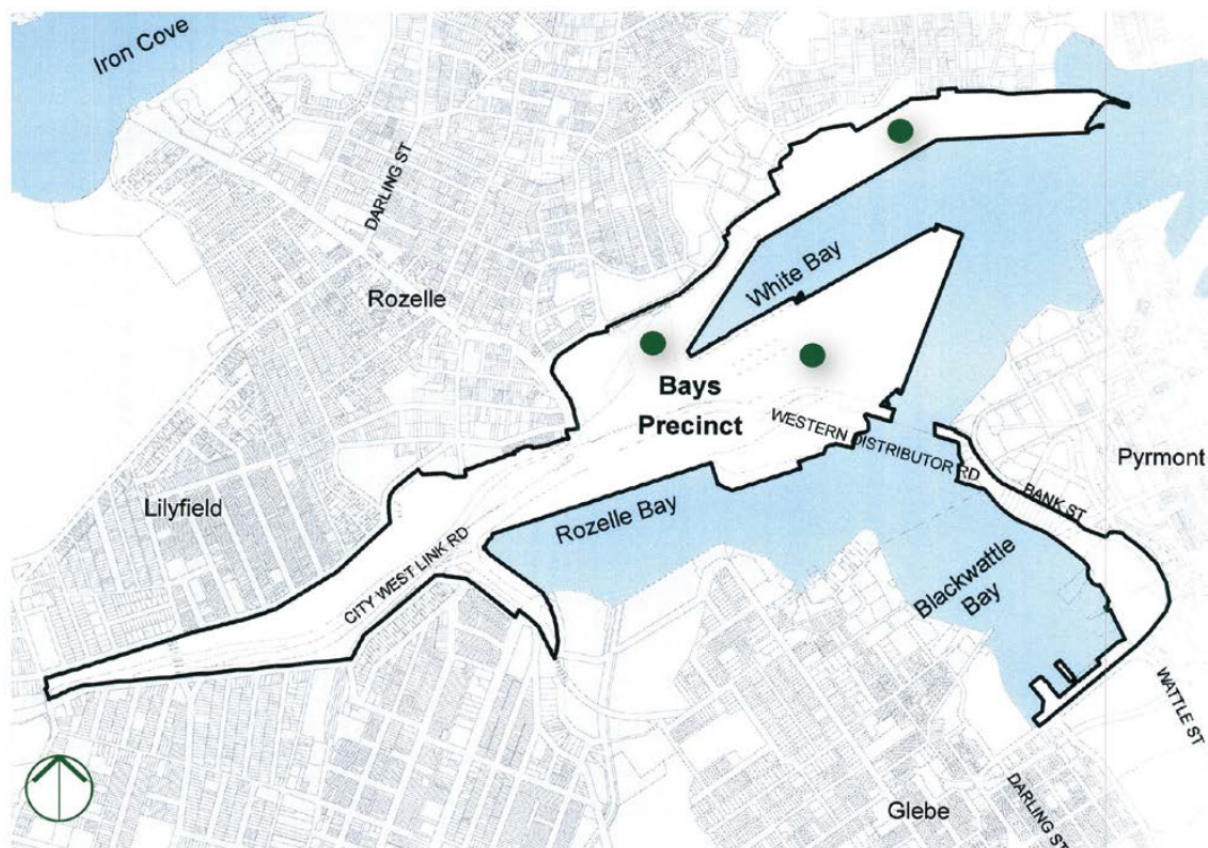 Iron Cove
DARLING ST
Rozelle
White Bay
Bays
Precinct
WESTERN DISTRIBUTOR RD
Pyrmont
BANK ST
Lilyfield
Rozelle Bay
CITY WEST LINK RD
Blackwattle
Bay
WATTLE ST
Glebe
DARLING ST